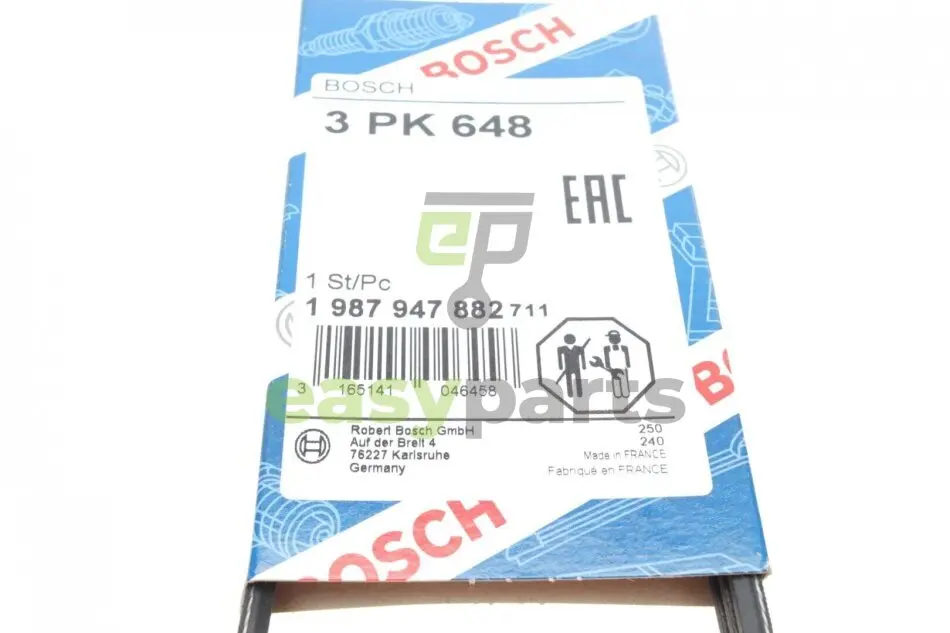 BOSCH
BOSCH
3 PK 648
EAC
ep
1 St/Pc
1 987 947 882 711
3 165141 046458
easyparts
Robert Bosch GmbH
Auf der Breit 4
76227 Karlsruhe
Germany
250
240
Made in FRANCE
Fabriqué en FRANCE
BOSCH
BOSCH